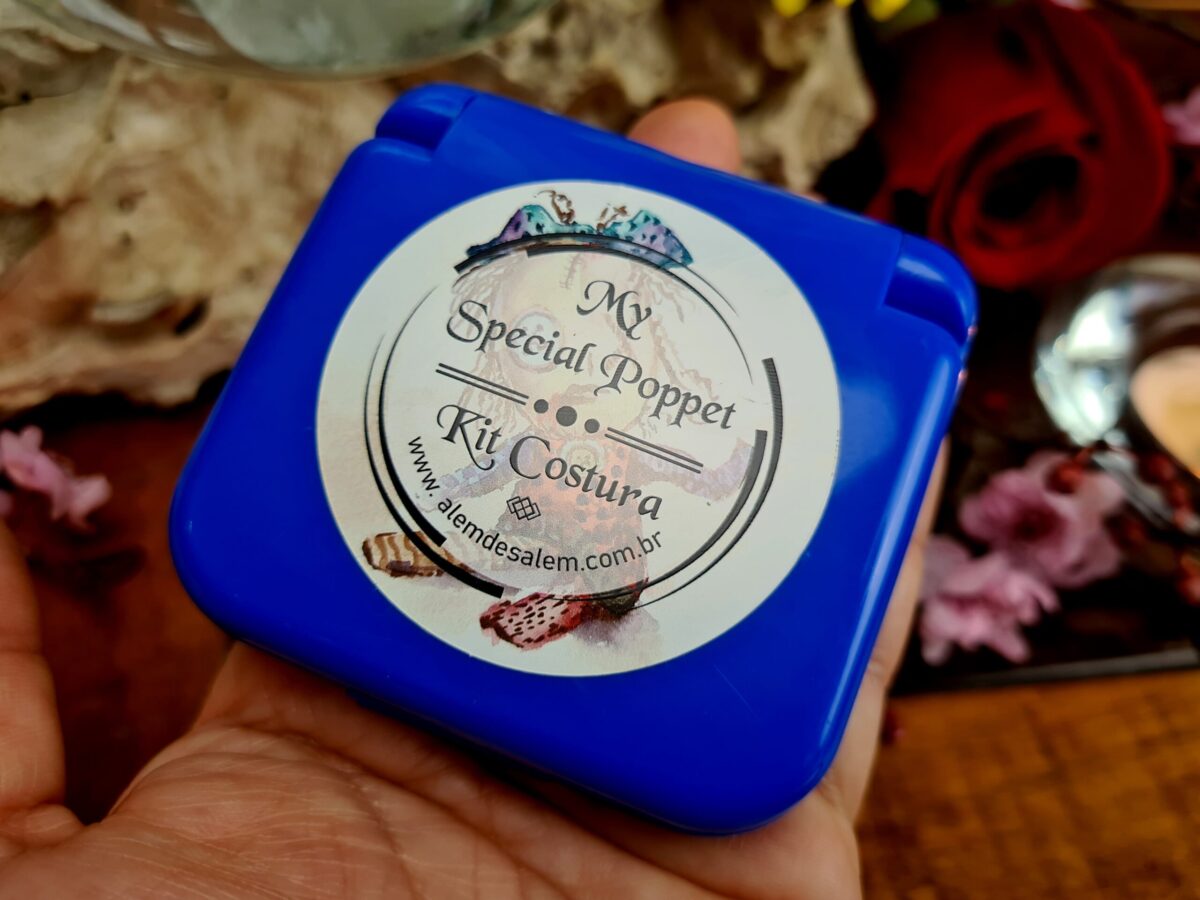 My
Special Poppet
Kit Costura
www.alemdesalem.com.br